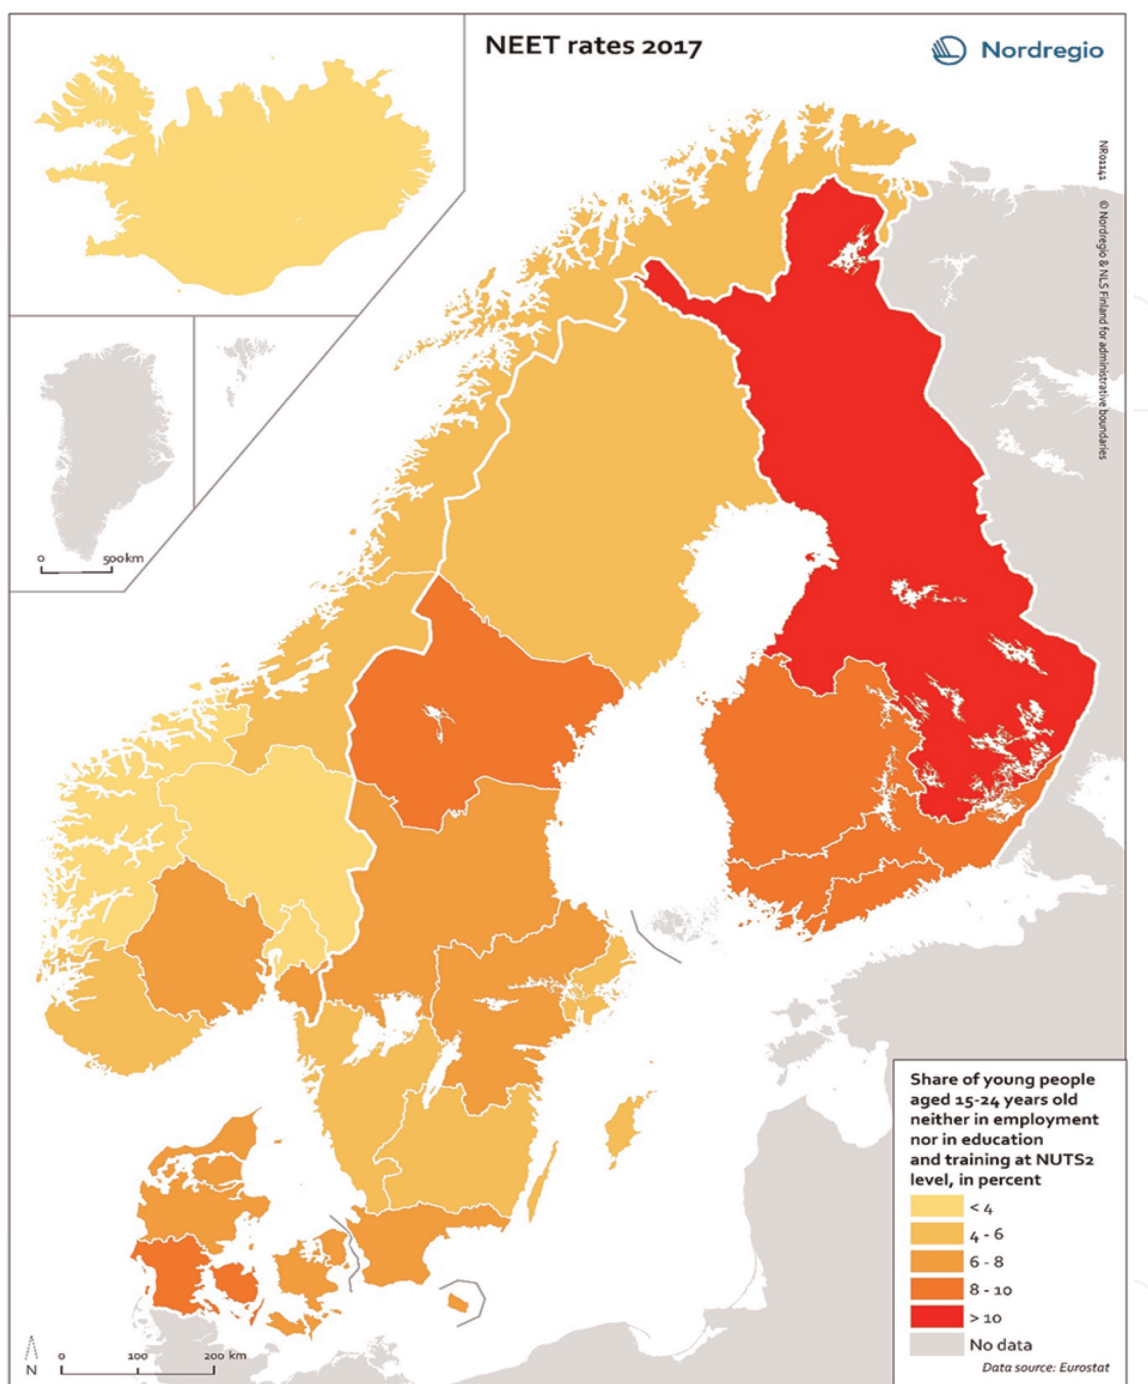 NEET rates 2017
Nordregio
NR01141 © Nordregio & NLS Finland for administrative boundaries
0 500 km
Share of young people
aged 15-24 years old
neither in employment
nor in education
and training at NUTS2
level, in percent
< 4
4 - 6
6 - 8
8 - 10
> 10
No data
Data source: Eurostat
N
0 100 200 km